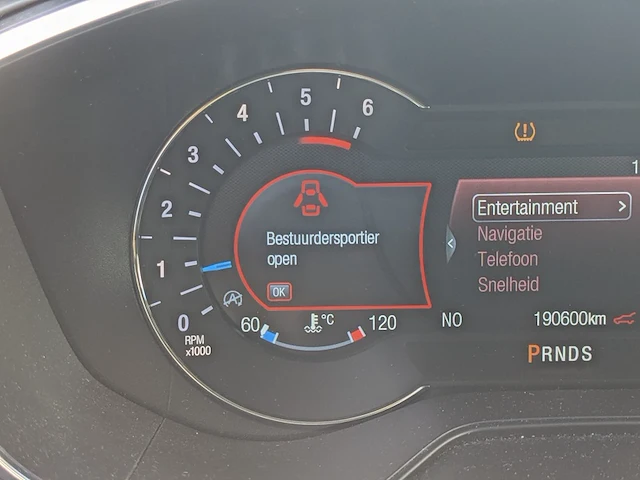 6
5
4
3
2
1
0
RPM
x1000
Bestuurdersportier
open
OK
60
°C
120
1
Entertainment >
<
Navigatie
Telefoon
Snelheid
NO
190600km
PRNDS